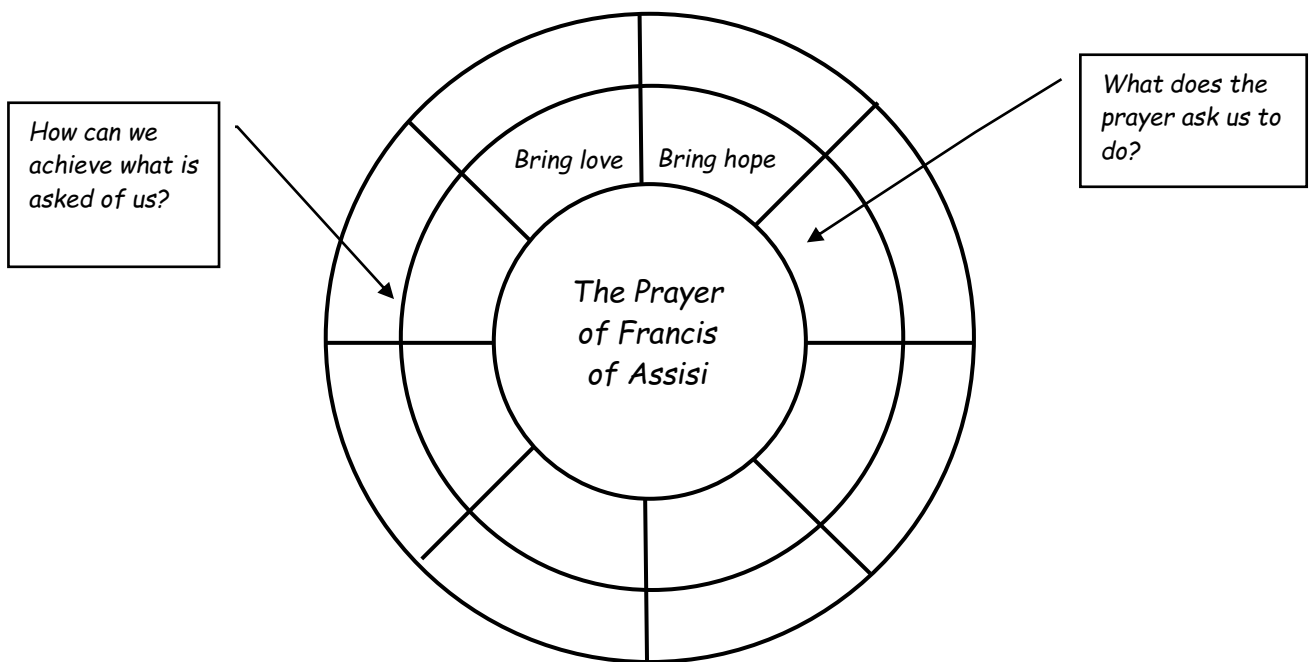 How can we
achieve what is
asked of us?
Bring love
Bring hope
What does the
prayer ask us to
do?
The Prayer
of Francis
of Assisi